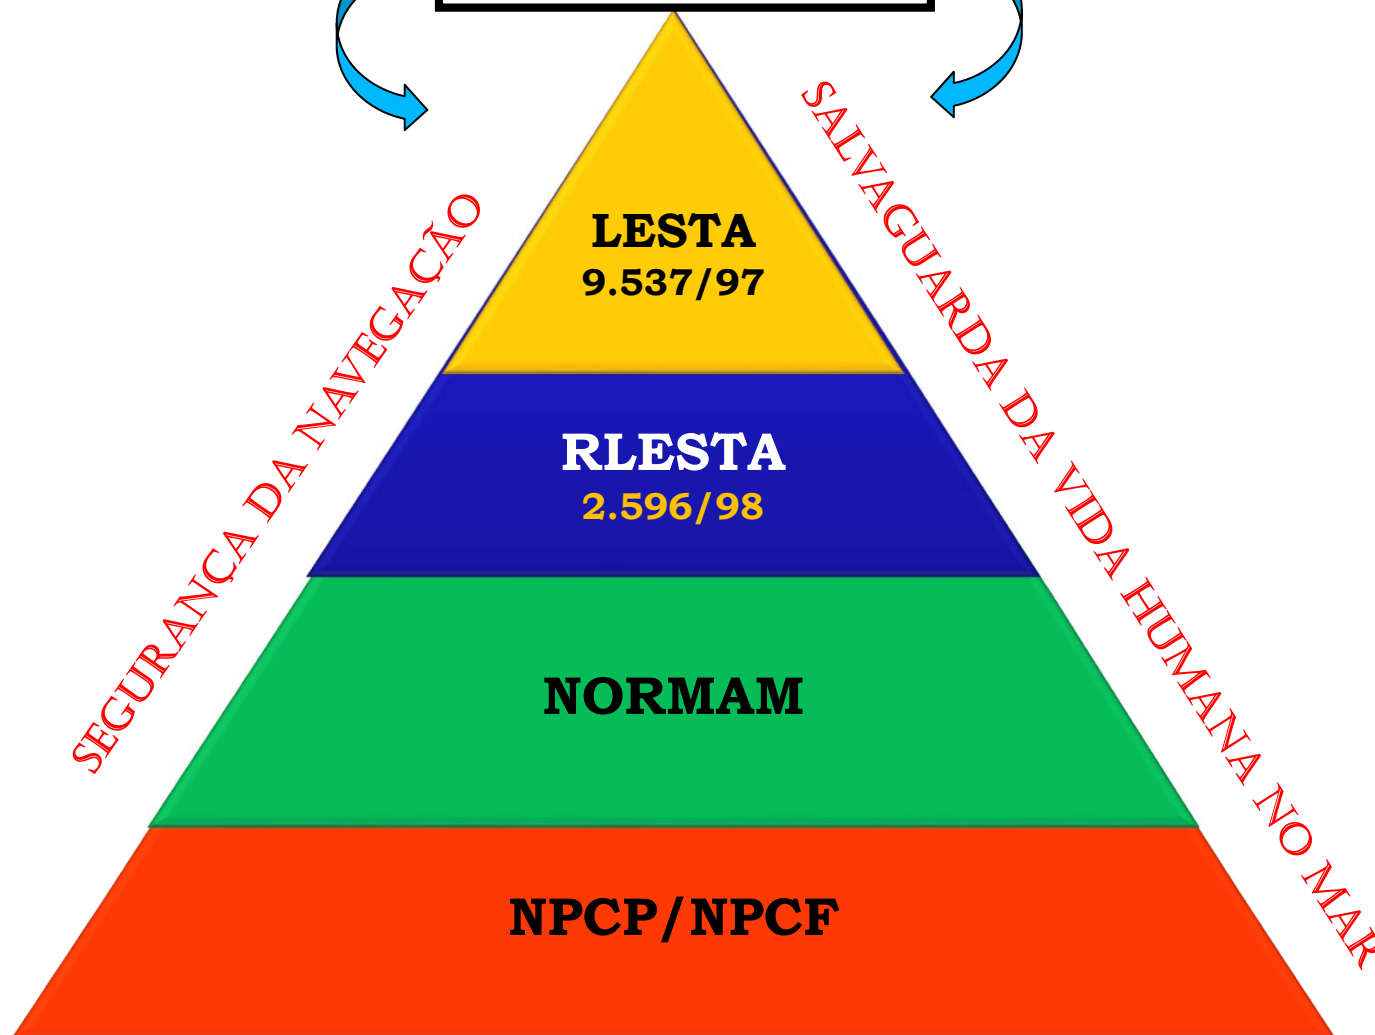 SEGURANÇA DA NAVEGAÇÃO
SALVAGUARDA DA VIDA HUMANA NO MAR
LESTA
9.537/97
RLESTA
2.596/98
NORMAM
NPCP/NPCF